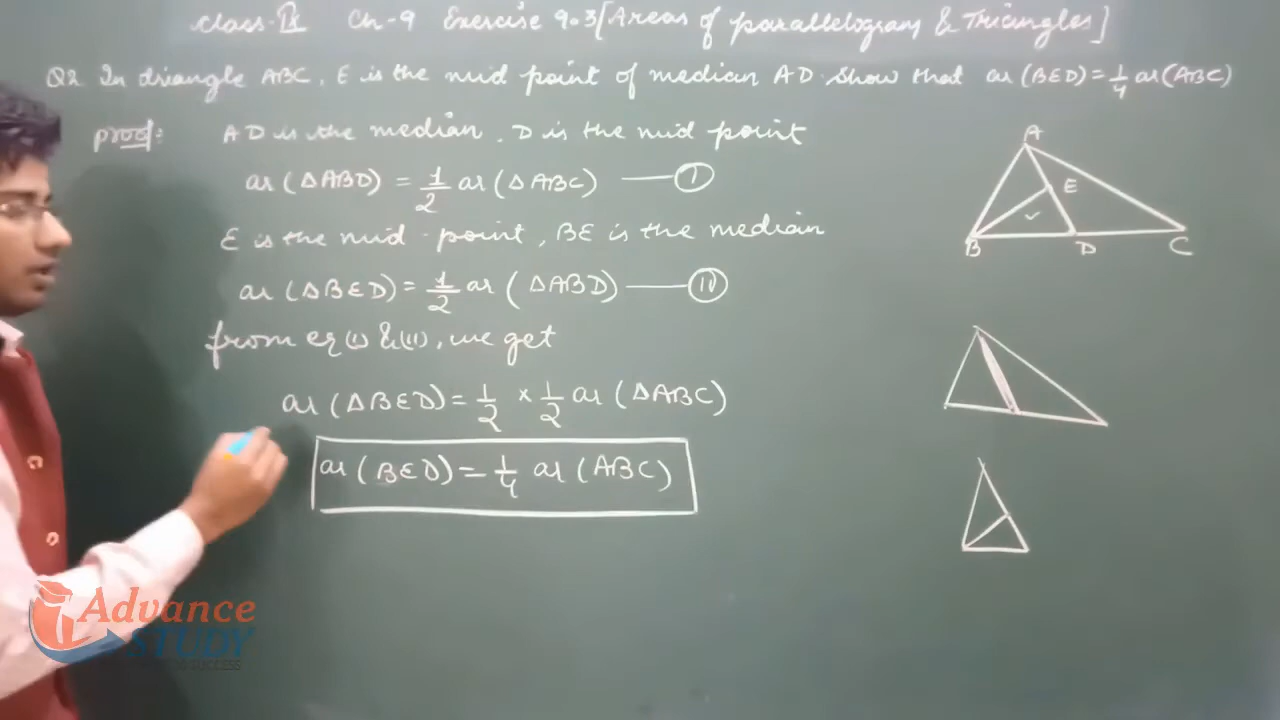 Class-IX Ch-9 Exercise 9.3 [Areas of parallelogram & Triangles]
Q2 In triangle ABC, E is the mid point of median AD. Show that ar (BED) = 1/4 ar (ABC)
proof: AD is the median, D is the mid point
ar (ΔABD) = 1/2 ar (ΔABC) — (I)
E is the mid-point, BE is the median
ar (ΔBED) = 1/2 ar (ΔABD) — (II)
from eq (I) & (II), we get
ar (ΔBED) = 1/2 × 1/2 ar (ΔABC)
ar (BED) = 1/4 ar (ABC)
A
E
B D C
Advance
STUDY
SUCCESS